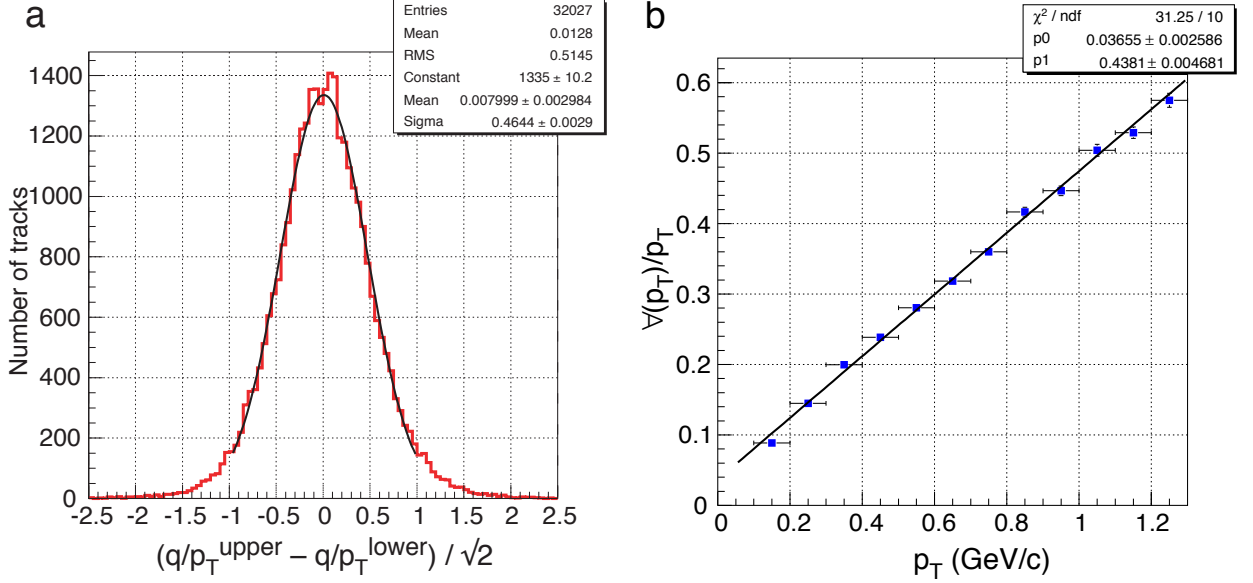 a
Entries 32027
Mean 0.0128
RMS 0.5145
Constant 1335 ± 10.2
Mean 0.007999 ± 0.002984
Sigma 0.4644 ± 0.0029
1400
1200
1000
800
600
400
200
0
Number of tracks
-2.5 -2 -1.5 -1 -0.5 0 0.5 1 1.5 2 2.5
(q/p_T^upper – q/p_T^lower) / √2
b
χ² / ndf 31.25 / 10
p0 0.03655 ± 0.002586
p1 0.4381 ± 0.004681
0.6
0.5
0.4
0.3
0.2
0.1
0
∀(p_T)/p_T
0 0.2 0.4 0.6 0.8 1 1.2
p_T (GeV/c)